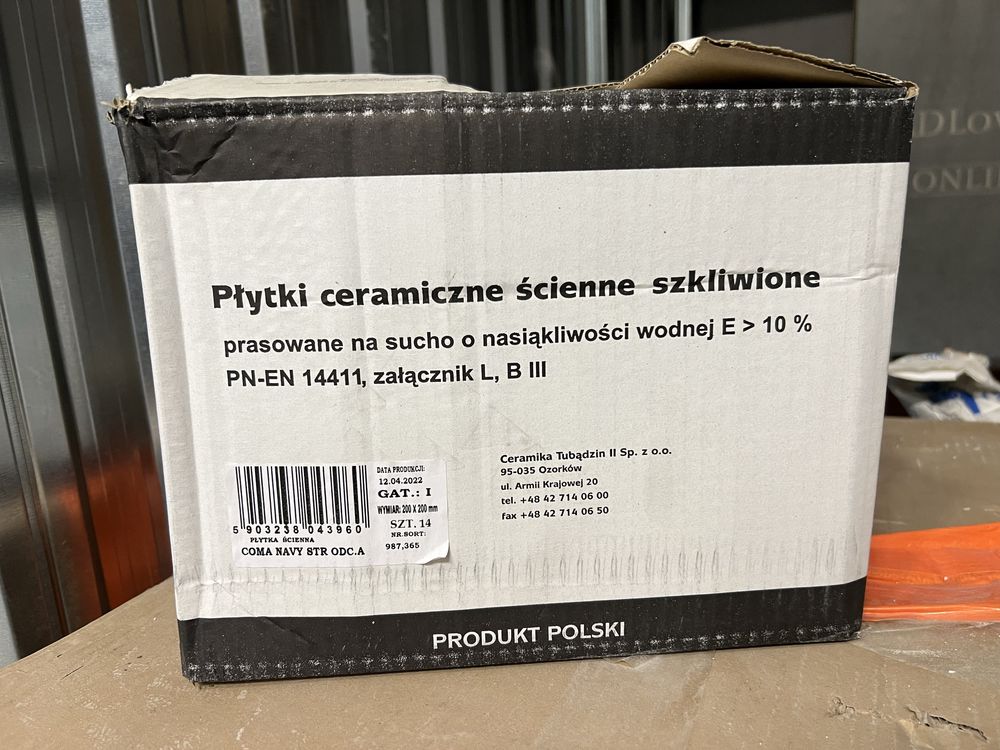 Płytki ceramiczne ścienne szkliwione
prasowane na sucho o nasiąkliwości wodnej E > 10 %
PN-EN 14411, załącznik L, B III
5 903238 043960
PŁYTKA ŚCIENNA
COMA NAVY STR ODC.A
DATA PRODUKCJI:
12.04.2022
GAT.: I
WYMIAR: 200 X 200 mm
SZT. 14
NR.SORT:
987,365
Ceramika Tubądzin II Sp. z o.o.
95-035 Ozorków
ul. Armii Krajowej 20
tel. +48 42 714 06 00
fax +48 42 714 06 50
PRODUKT POLSKI